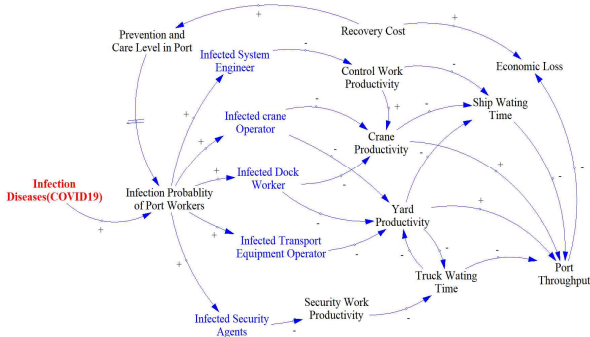 Prevention and
Care Level in Port
Recovery Cost
Infected System
Engineer
Control Work
Productivity
Economic Loss
Ship Wating
Time
Infected crane
Operator
Crane
Productivity
Infection
Diseases(COVID19)
Infection Probablity
of Port Workers
Infected Dock
Worker
Yard
Productivity
Infected Transport
Equipment Operator
Truck Wating
Time
Port
Throughput
Infected Security
Agents
Security Work
Productivity